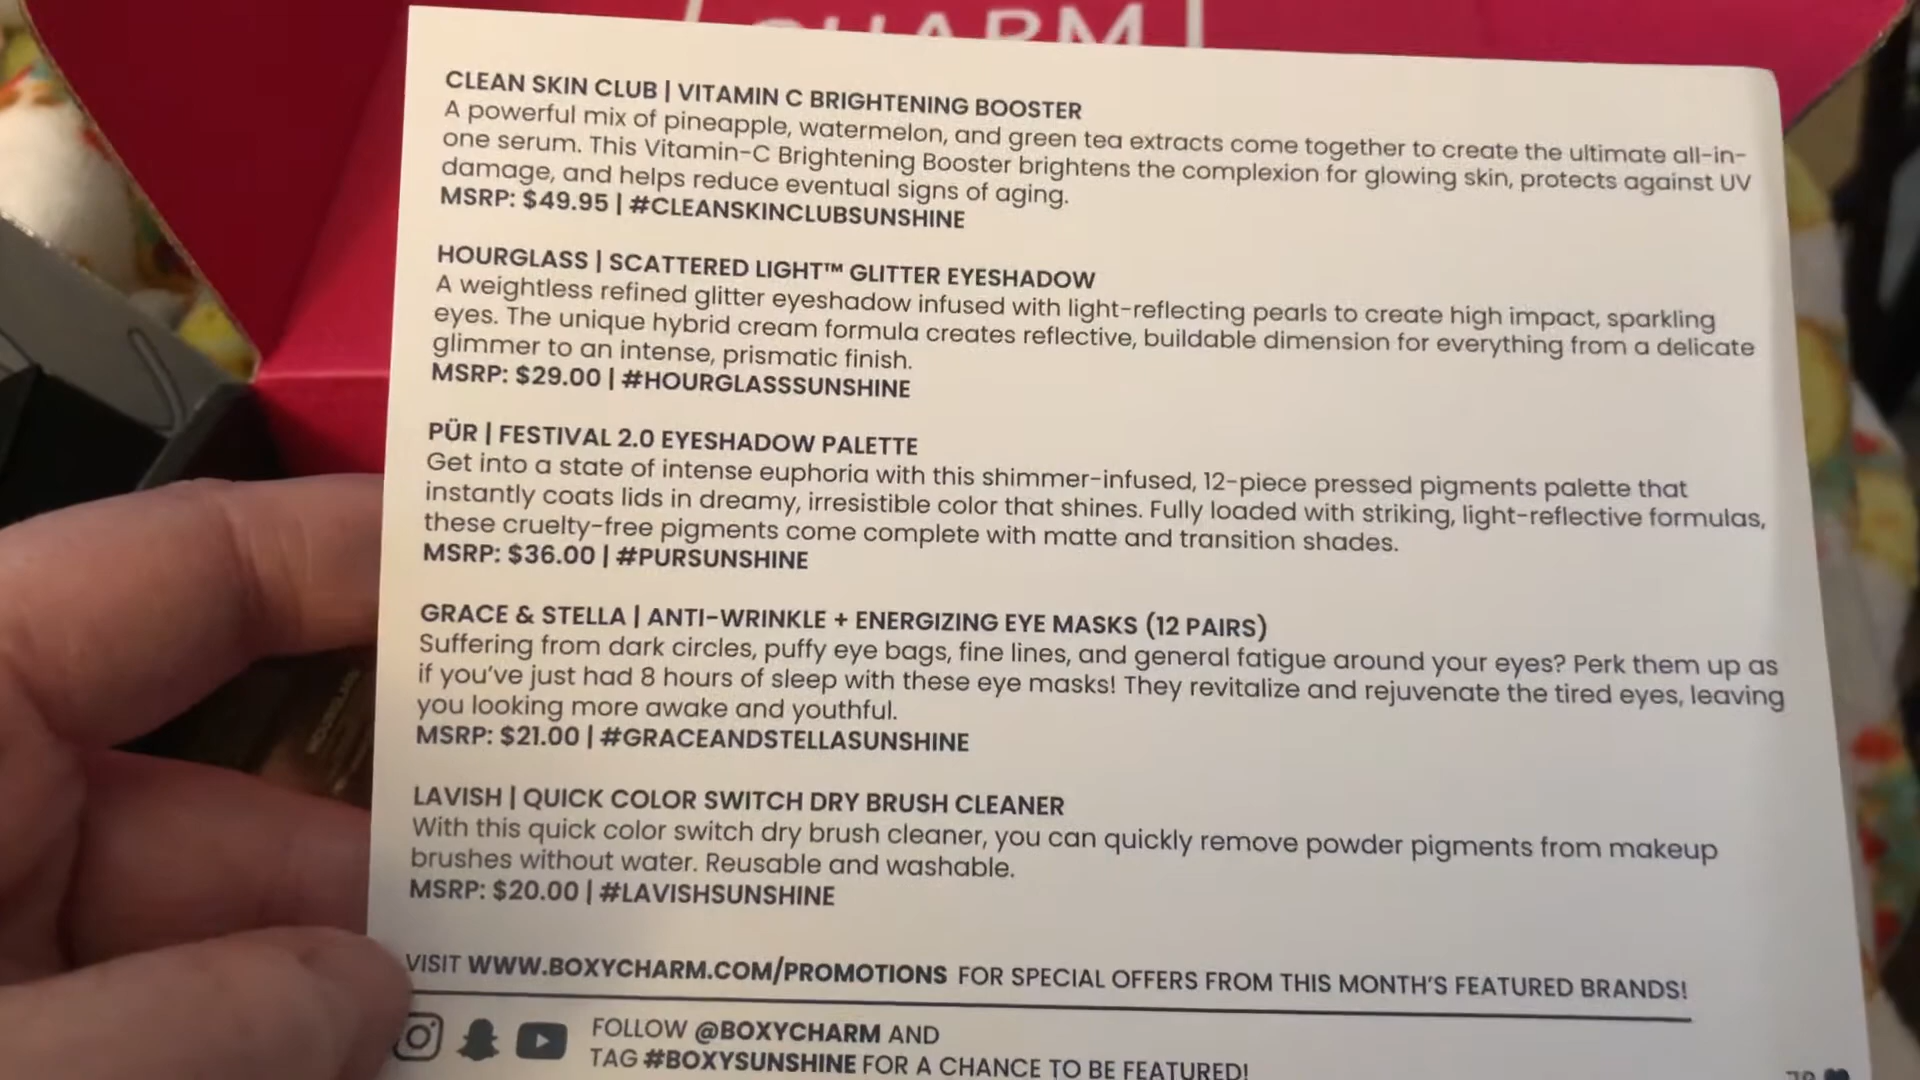 CHARM
CLEAN SKIN CLUB | VITAMIN C BRIGHTENING BOOSTER
A powerful mix of pineapple, watermelon, and green tea extracts come together to create the ultimate all-in-
one serum. This Vitamin-C Brightening Booster brightens the complexion for glowing skin, protects against UV
damage, and helps reduce eventual signs of aging.
MSRP: $49.95 | #CLEANSKINCLUBSUNSHINE
HOURGLASS | SCATTERED LIGHT™ GLITTER EYESHADOW
A weightless refined glitter eyeshadow infused with light-reflecting pearls to create high impact, sparkling
eyes. The unique hybrid cream formula creates reflective, buildable dimension for everything from a delicate
glimmer to an intense, prismatic finish.
MSRP: $29.00 | #HOURGLASSSUNSHINE
PÜR | FESTIVAL 2.0 EYESHADOW PALETTE
Get into a state of intense euphoria with this shimmer-infused, 12-piece pressed pigments palette that
instantly coats lids in dreamy, irresistible color that shines. Fully loaded with striking, light-reflective formulas,
these cruelty-free pigments come complete with matte and transition shades.
MSRP: $36.00 | #PURSUNSHINE
GRACE & STELLA | ANTI-WRINKLE + ENERGIZING EYE MASKS (12 PAIRS)
Suffering from dark circles, puffy eye bags, fine lines, and general fatigue around your eyes? Perk them up as
if you've just had 8 hours of sleep with these eye masks! They revitalize and rejuvenate the tired eyes, leaving
you looking more awake and youthful.
MSRP: $21.00 | #GRACEANDSTELLASUNSHINE
LAVISH | QUICK COLOR SWITCH DRY BRUSH CLEANER
With this quick color switch dry brush cleaner, you can quickly remove powder pigments from makeup
brushes without water. Reusable and washable.
MSRP: $20.00 | #LAVISHSUNSHINE
VISIT WWW.BOXYCHARM.COM/PROMOTIONS FOR SPECIAL OFFERS FROM THIS MONTH'S FEATURED BRANDS!
FOLLOW @BOXYCHARM AND
TAG #BOXYSUNSHINE FOR A CHANCE TO BE FEATURED!